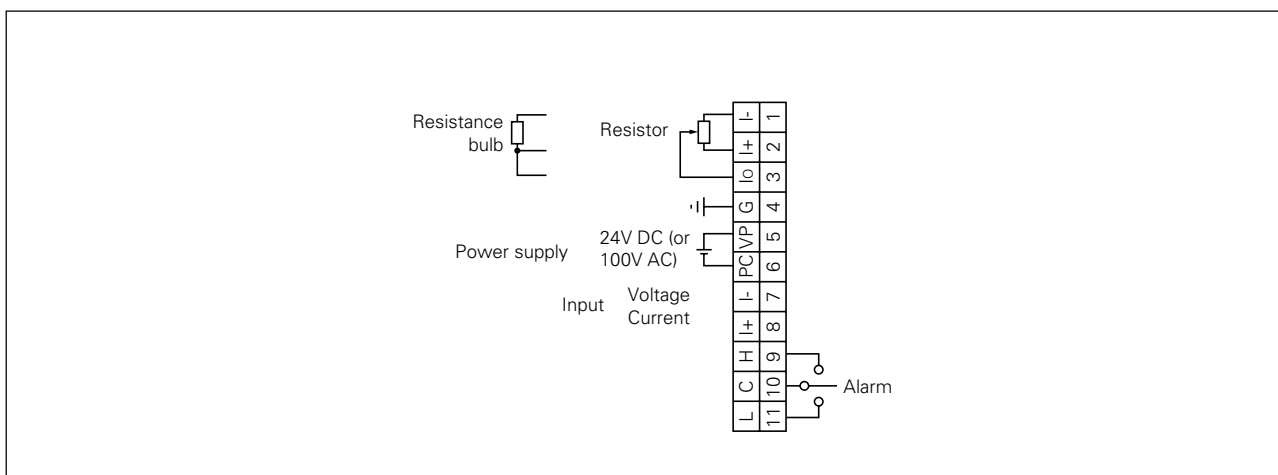 Resistance
bulb
Resistor
24V DC (or
100V AC)
Power supply
Input
Voltage
Current
I- 1
I+ 2
Io 3
G 4
VP 5
PC 6
I- 7
I+ 8
H 9
C 10
L 11
Alarm